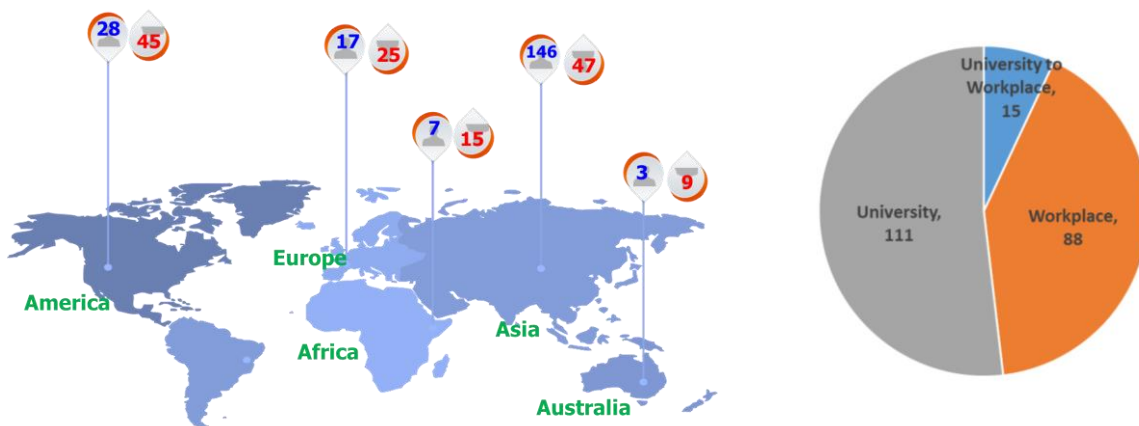 28
45
17
25
146
47
7
15
3
9
Europe
America
Africa
Asia
Australia
University to
Workplace,
15
University,
111
Workplace,
88